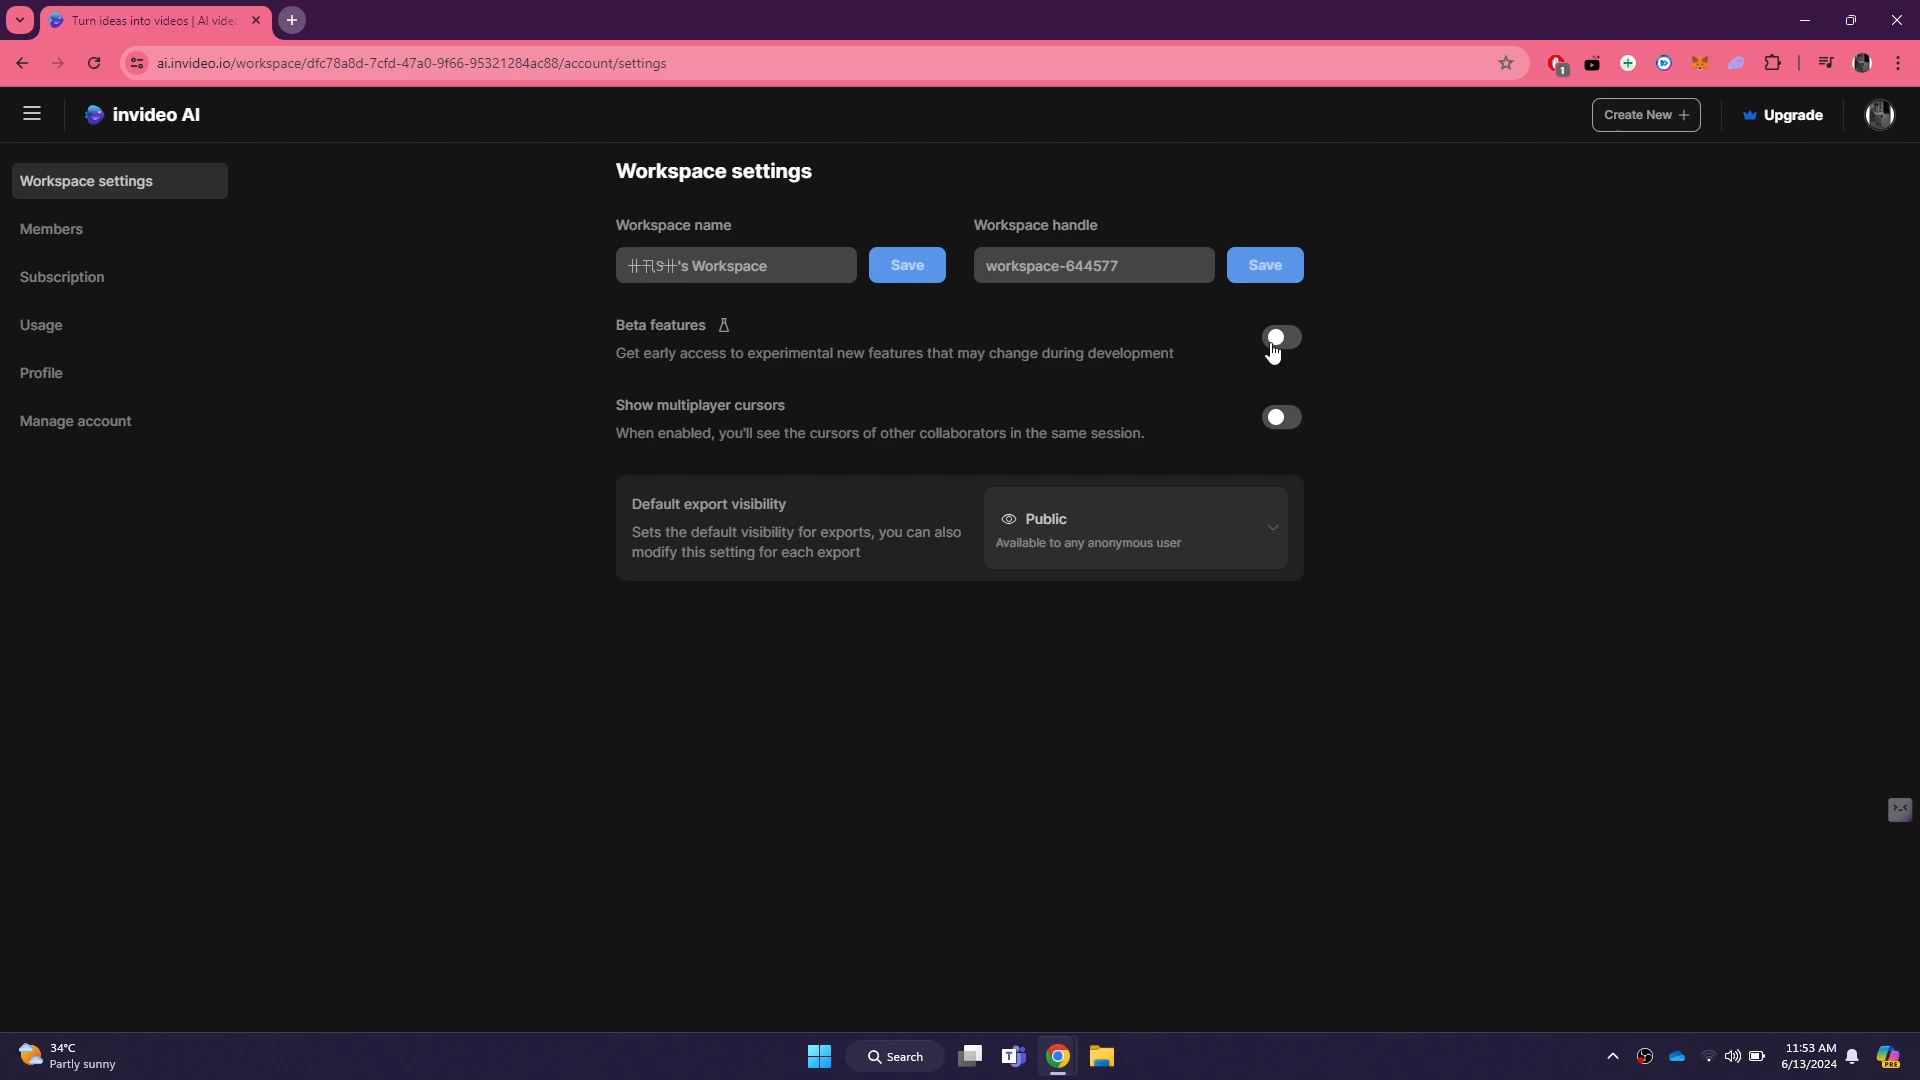 Turn ideas into videos | AI vide
ai.invideo.io/workspace/dfc78a8d-7cfd-47a0-9f66-95321284ac88/account/settings
1
invideo AI
Create New +
Upgrade
Workspace settings
Members
Subscription
Usage
Profile
Manage account
Workspace settings
Workspace name
Workspace handle
's Workspace
Save
workspace-644577
Save
Beta features
Get early access to experimental new features that may change during development
Show multiplayer cursors
When enabled, you'll see the cursors of other collaborators in the same session.
Default export visibility
Sets the default visibility for exports, you can also
modify this setting for each export
Public
Available to any anonymous user
34°C
Partly sunny
Search
11:53 AM
6/13/2024
PRE